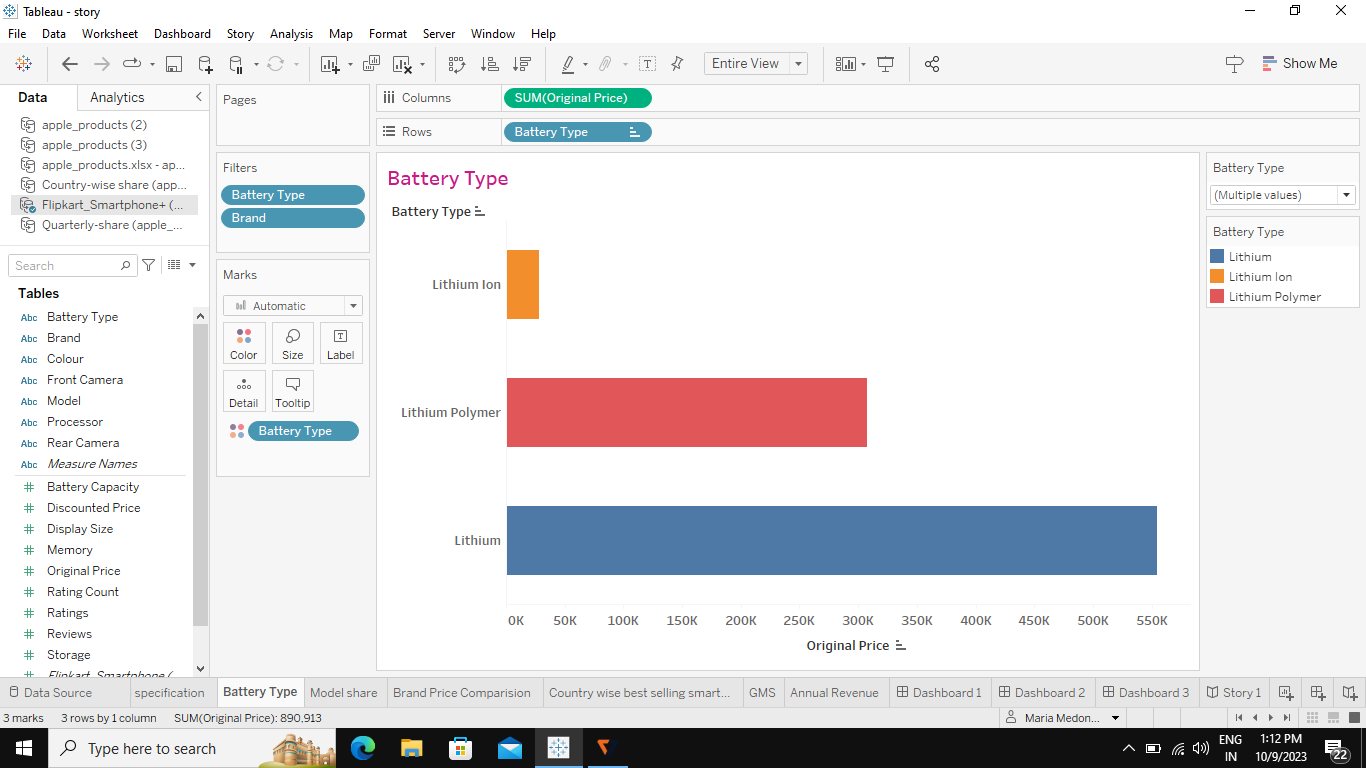 Tableau - story
File Data Worksheet Dashboard Story Analysis Map Format Server Window Help
Entire View
Show Me
Data Analytics
apple_products (2)
apple_products (3)
apple_products.xlsx - ap...
Country-wise share (app...
Flipkart_Smartphone+ (...
Quarterly-share (apple_...
Search
Tables
Abc Battery Type
Abc Brand
Abc Colour
Abc Front Camera
Abc Model
Abc Processor
Abc Rear Camera
Abc Measure Names
# Battery Capacity
# Discounted Price
# Display Size
# Memory
# Original Price
# Rating Count
# Ratings
# Reviews
# Storage
# Flipkart_Smartphone (
Pages
Filters
Battery Type
Brand
Marks
Automatic
Color Size Label
Detail Tooltip
Battery Type
Columns SUM(Original Price)
Rows Battery Type
Battery Type
Battery Type
Lithium Ion
Lithium Polymer
Lithium
0K 50K 100K 150K 200K 250K 300K 350K 400K 450K 500K 550K
Original Price
Battery Type
(Multiple values)
Battery Type
Lithium
Lithium Ion
Lithium Polymer
Data Source specification Battery Type Model share Brand Price Comparision Country wise best selling smart... GMS Annual Revenue Dashboard 1 Dashboard 2 Dashboard 3 Story 1
3 marks 3 rows by 1 column SUM(Original Price): 890,913 Maria Medon...
Type here to search
ENG
IN
1:12 PM
10/9/2023
22